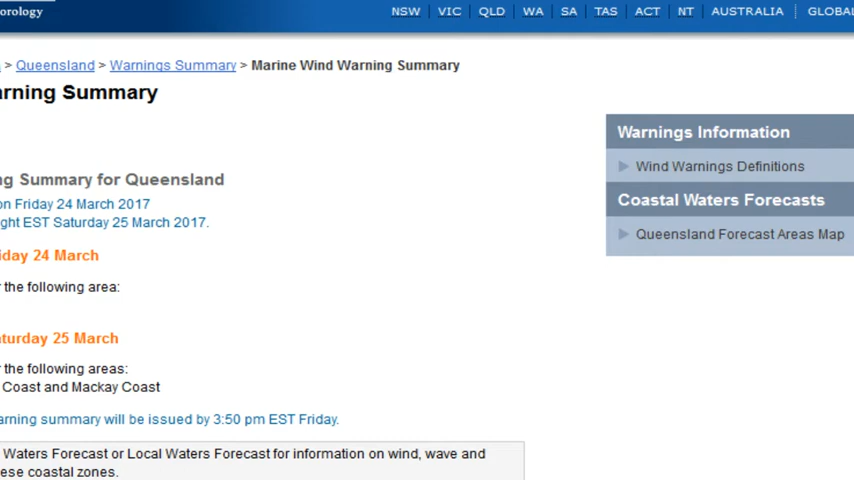 orology
NSW VIC QLD WA SA TAS ACT NT AUSTRALIA GLOBAL
> Queensland > Warnings Summary > Marine Wind Warning Summary
arning Summary
Warnings Information
Wind Warnings Definitions
Coastal Waters Forecasts
Queensland Forecast Areas Map
ng Summary for Queensland
on Friday 24 March 2017
ght EST Saturday 25 March 2017.
iday 24 March
r the following area:
aturday 25 March
r the following areas:
Coast and Mackay Coast
arning summary will be issued by 3:50 pm EST Friday.
Waters Forecast or Local Waters Forecast for information on wind, wave and
ese coastal zones.